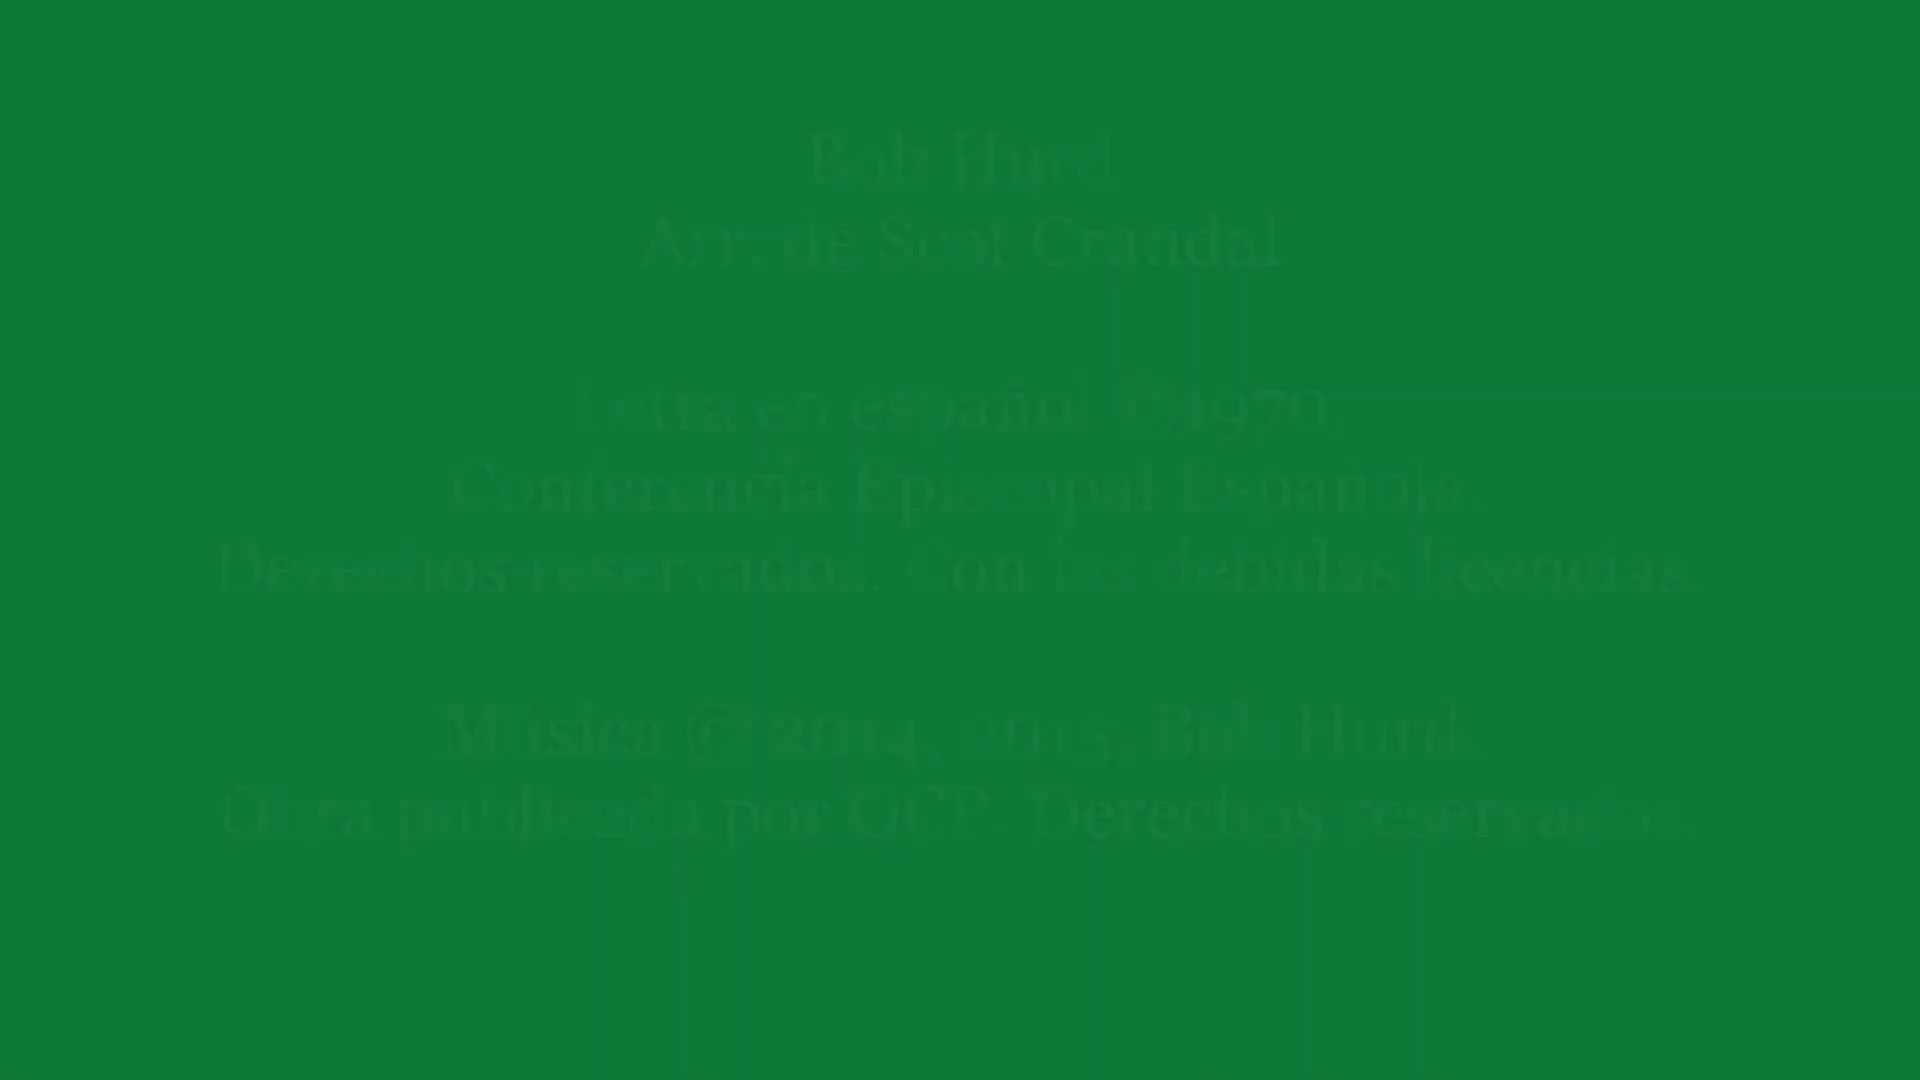 Bob Hurd
Arr. de Scot Crandal
Letra en español ©1970,
Conferencia Episcopal Española.
Derechos reservados. Con las debidas licencias.
Música © 2014, 2015, Bob Hurd.
Obra publicada por OCP. Derechos reservados.